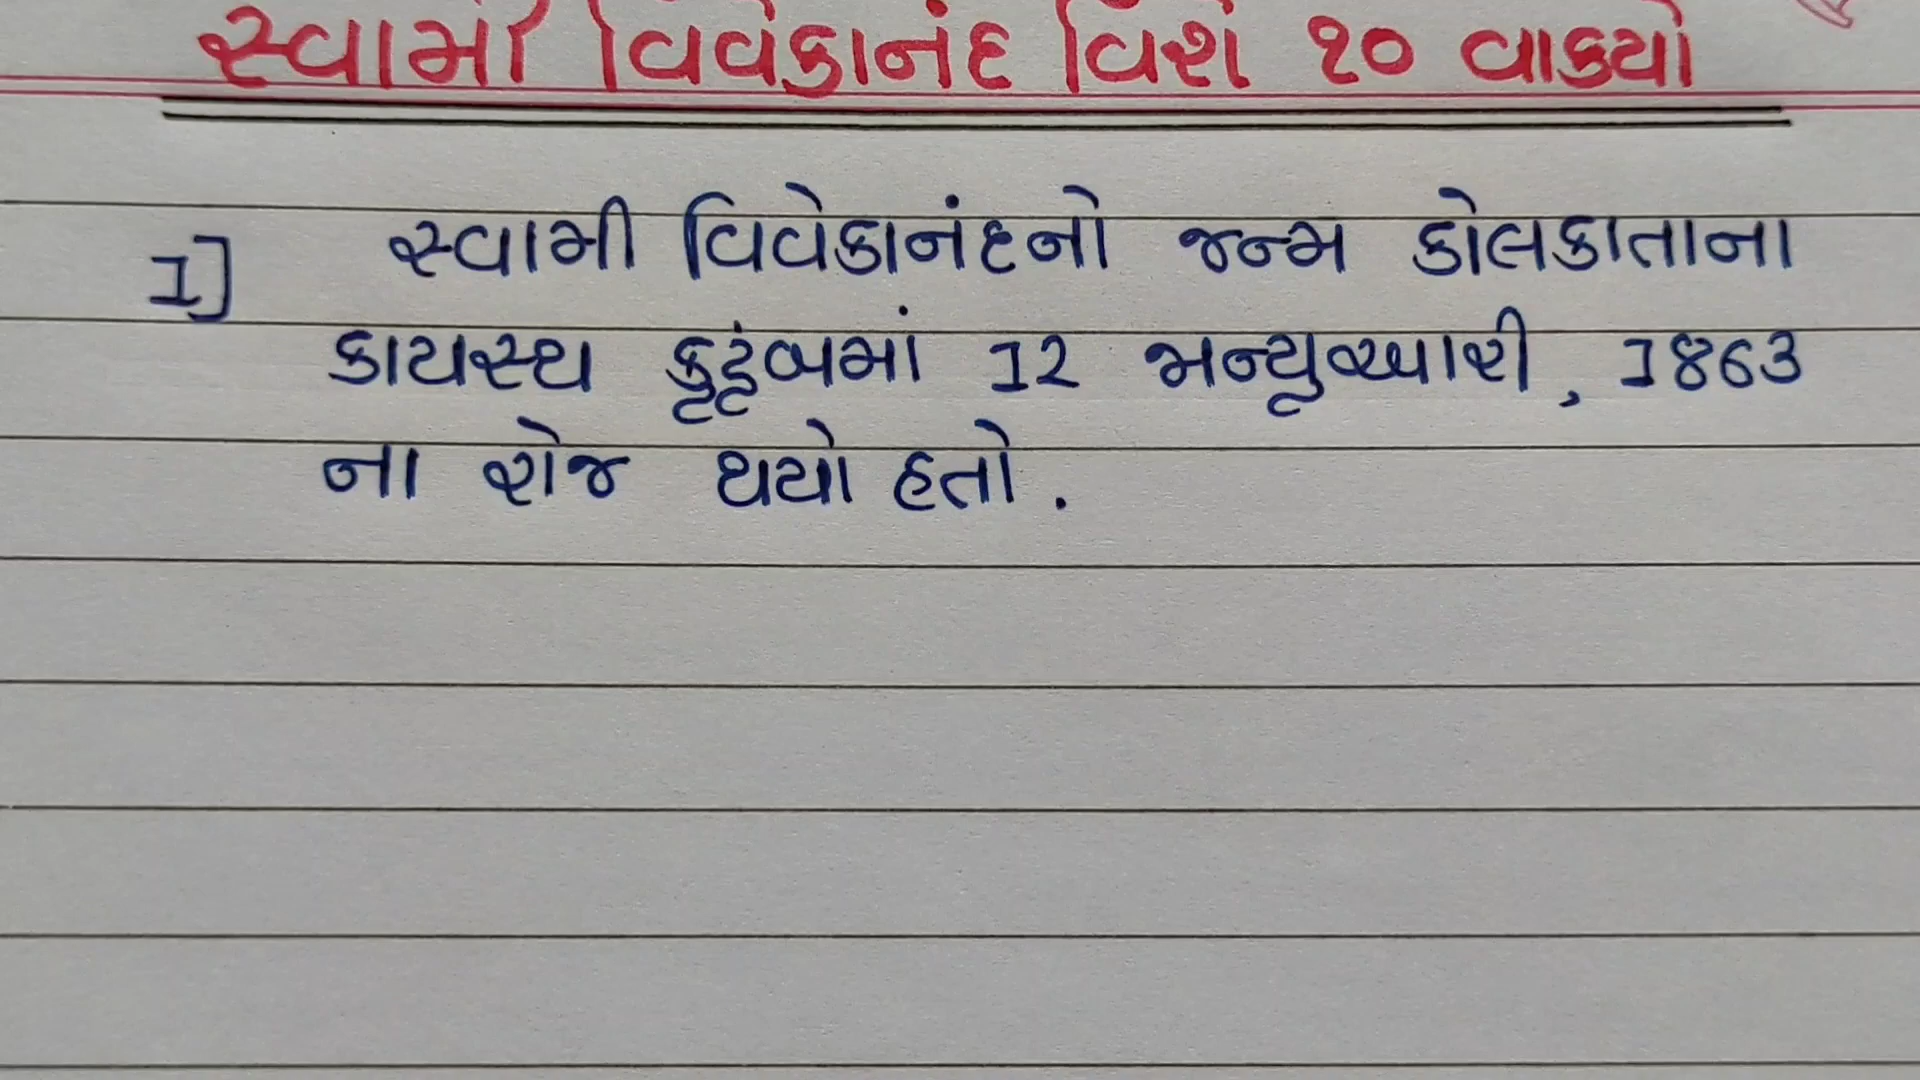 સ્વામી વિવેકાનંદ વિશે ૧૦ વાક્યો
1] સ્વામી વિવેકાનંદનો જન્મ કોલકાતાના
કાયસ્થ કુટુંબમાં 12 જાન્યુઆરી, 1863
ના રોજ થયો હતો.